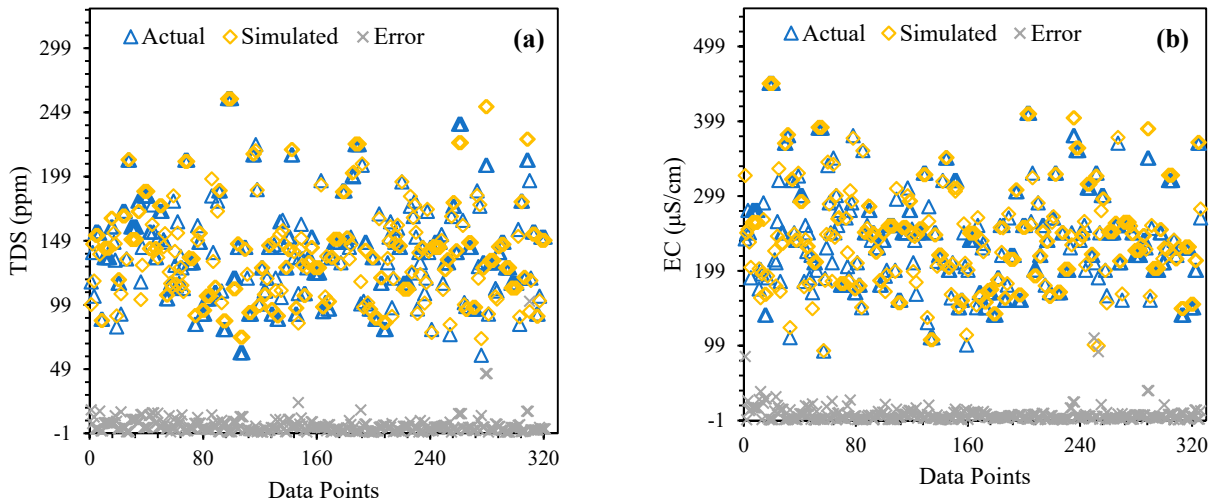 Actual Simulated Error (a)
299
249
199
149
99
49
-1
TDS (ppm)
0 80 160 240 320
Data Points
Actual Simulated Error (b)
499
399
299
199
99
-1
EC (µS/cm)
0 80 160 240 320
Data Points